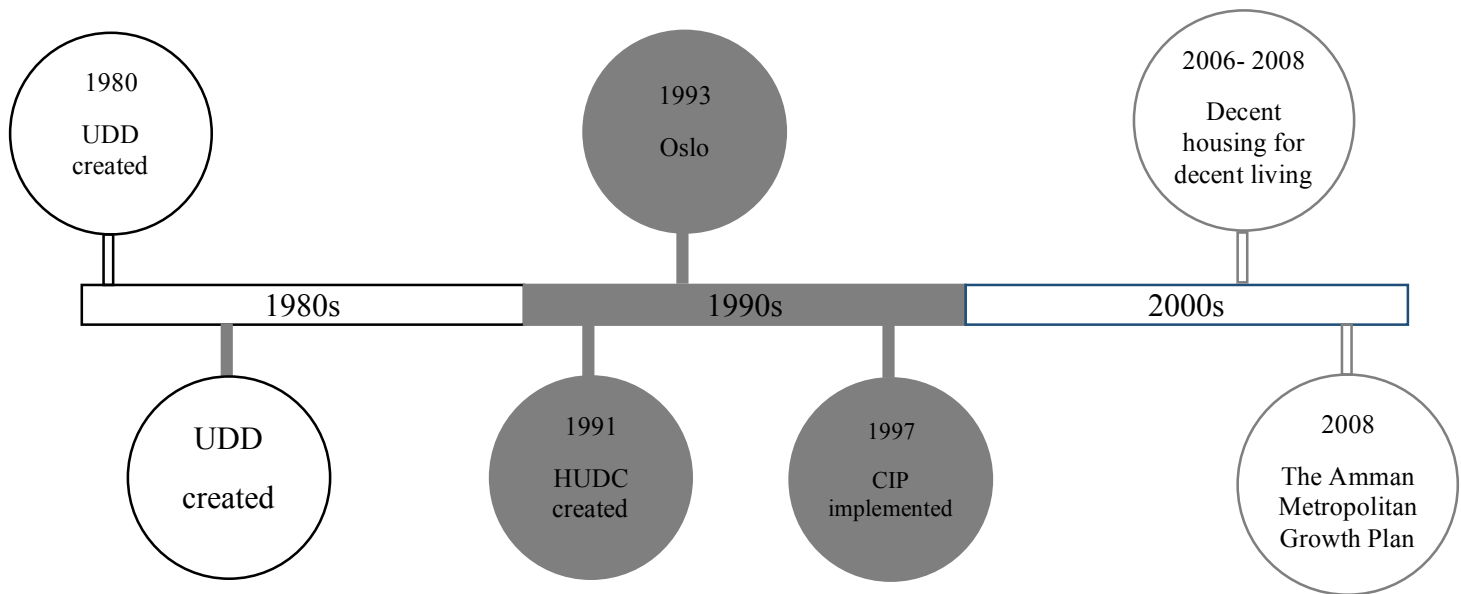 1980
UDD
created
1993
Oslo
2006- 2008
Decent
housing for
decent living
1980s
1990s
2000s
UDD
created
1991
HUDC
created
1997
CIP
implemented
2008
The Amman
Metropolitan
Growth Plan